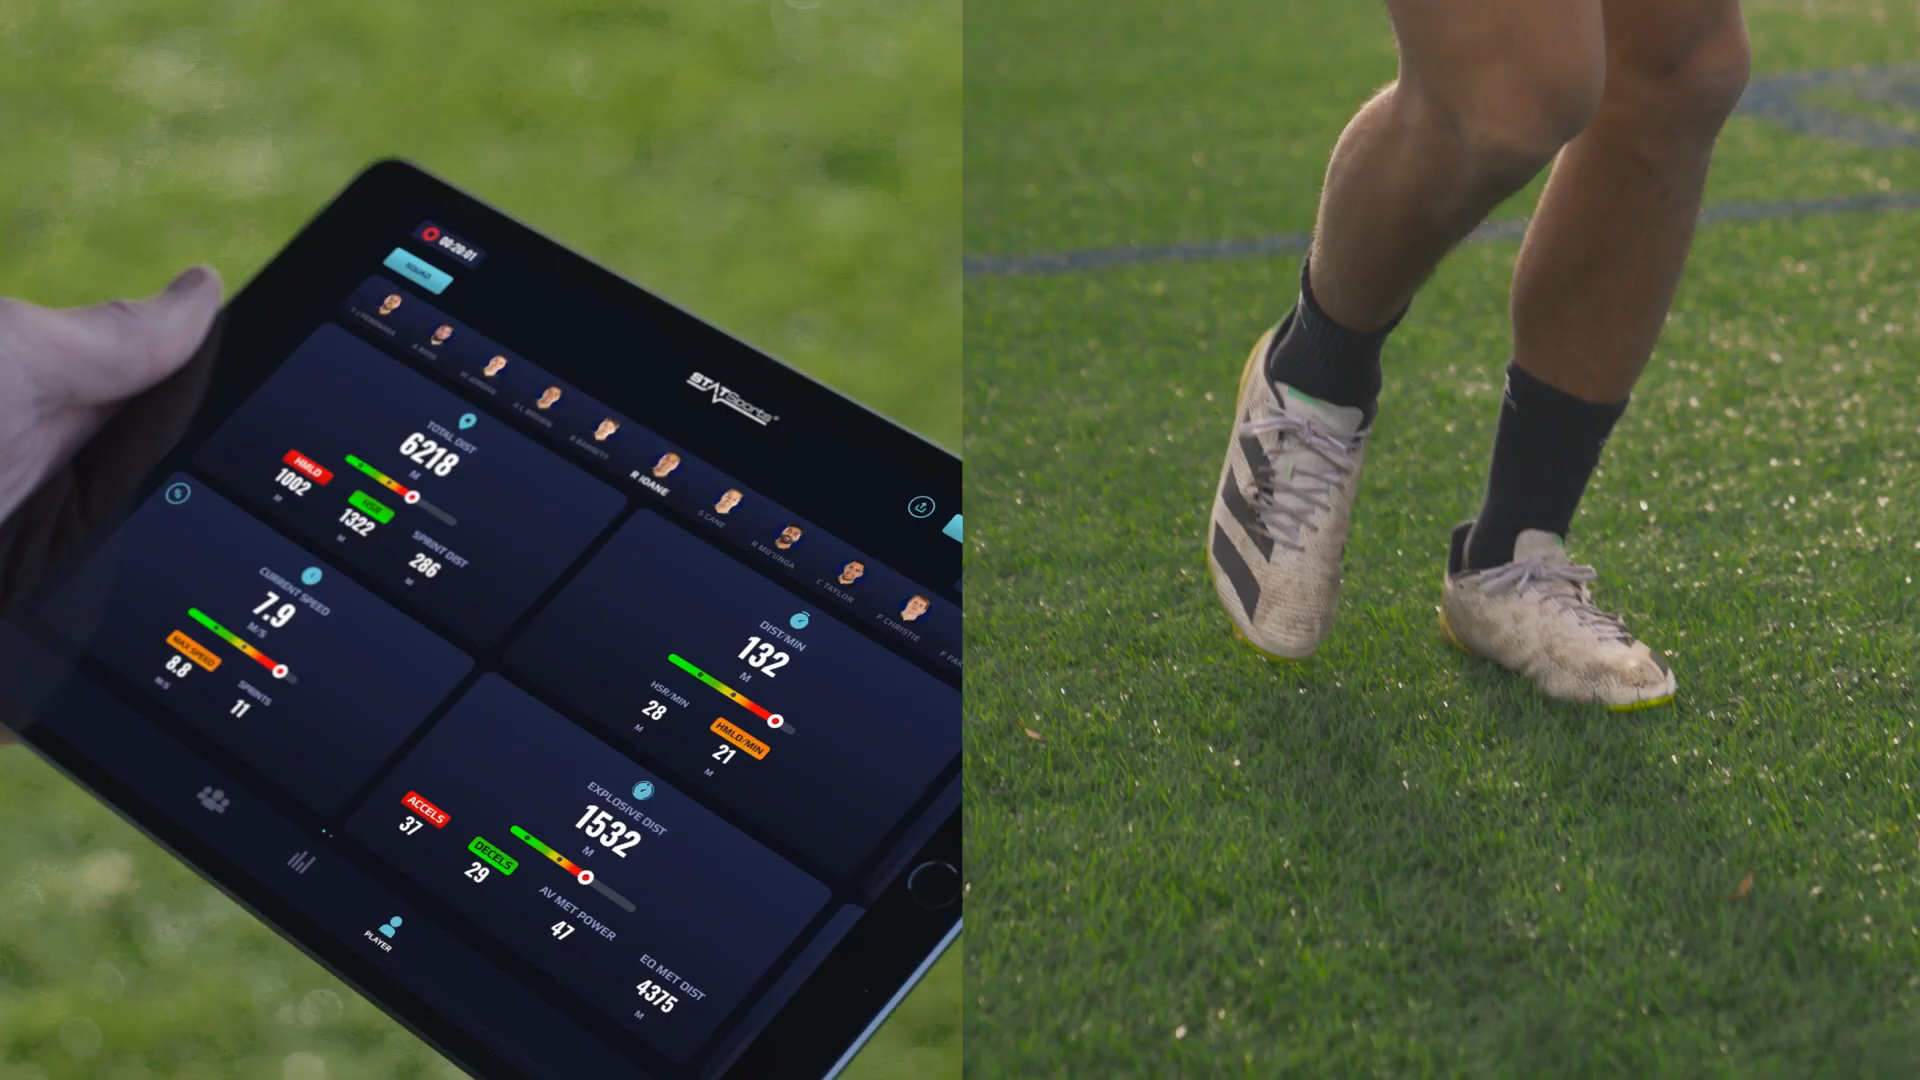 00:20:01
SQUAD
T J PERENARA
W JORDAN
R IOANE
S CANE
R MO'UNGA
C TAYLOR
F CHRISTIE
STATSports
TOTAL DIST
6218
M
HMLD
1002
M
HSR
1322
M
SPRINT DIST
286
M
CURRENT SPEED
7.9
M/S
MAX SPEED
8.8
M/S
SPRINTS
11
DIST/MIN
132
M
HSR/MIN
28
M
HMLD/MIN
21
M
EXPLOSIVE DIST
1532
M
ACCELS
37
DECELS
29
AV MET POWER
47
EQ MET DIST
4375
M
PLAYER